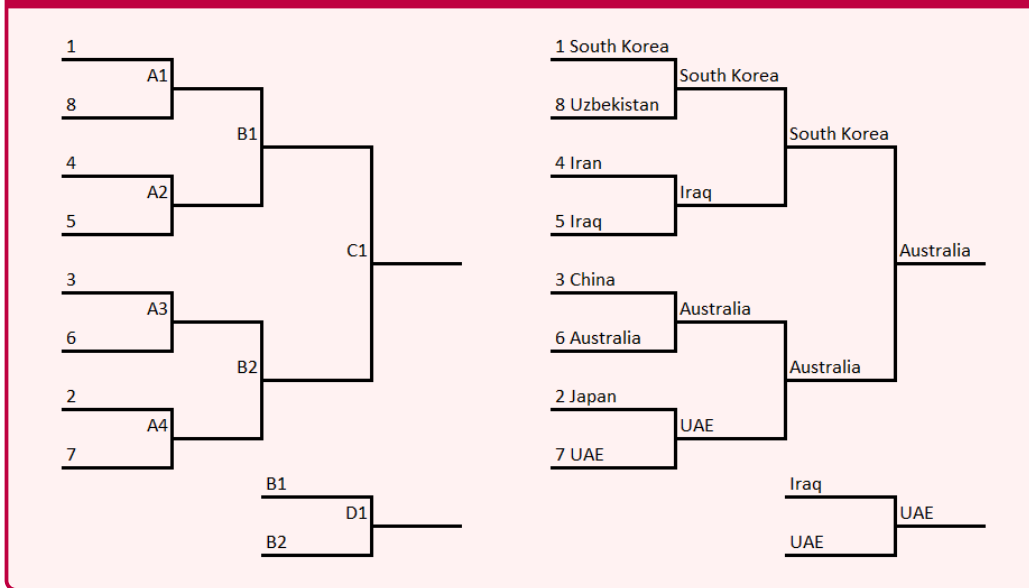 1
A1
8
B1
4
A2
5
C1
3
A3
6
B2
2
A4
7
B1
D1
B2
1 South Korea
South Korea
8 Uzbekistan
South Korea
4 Iran
Iraq
5 Iraq
Australia
3 China
Australia
6 Australia
Australia
2 Japan
UAE
7 UAE
Iraq
UAE
UAE